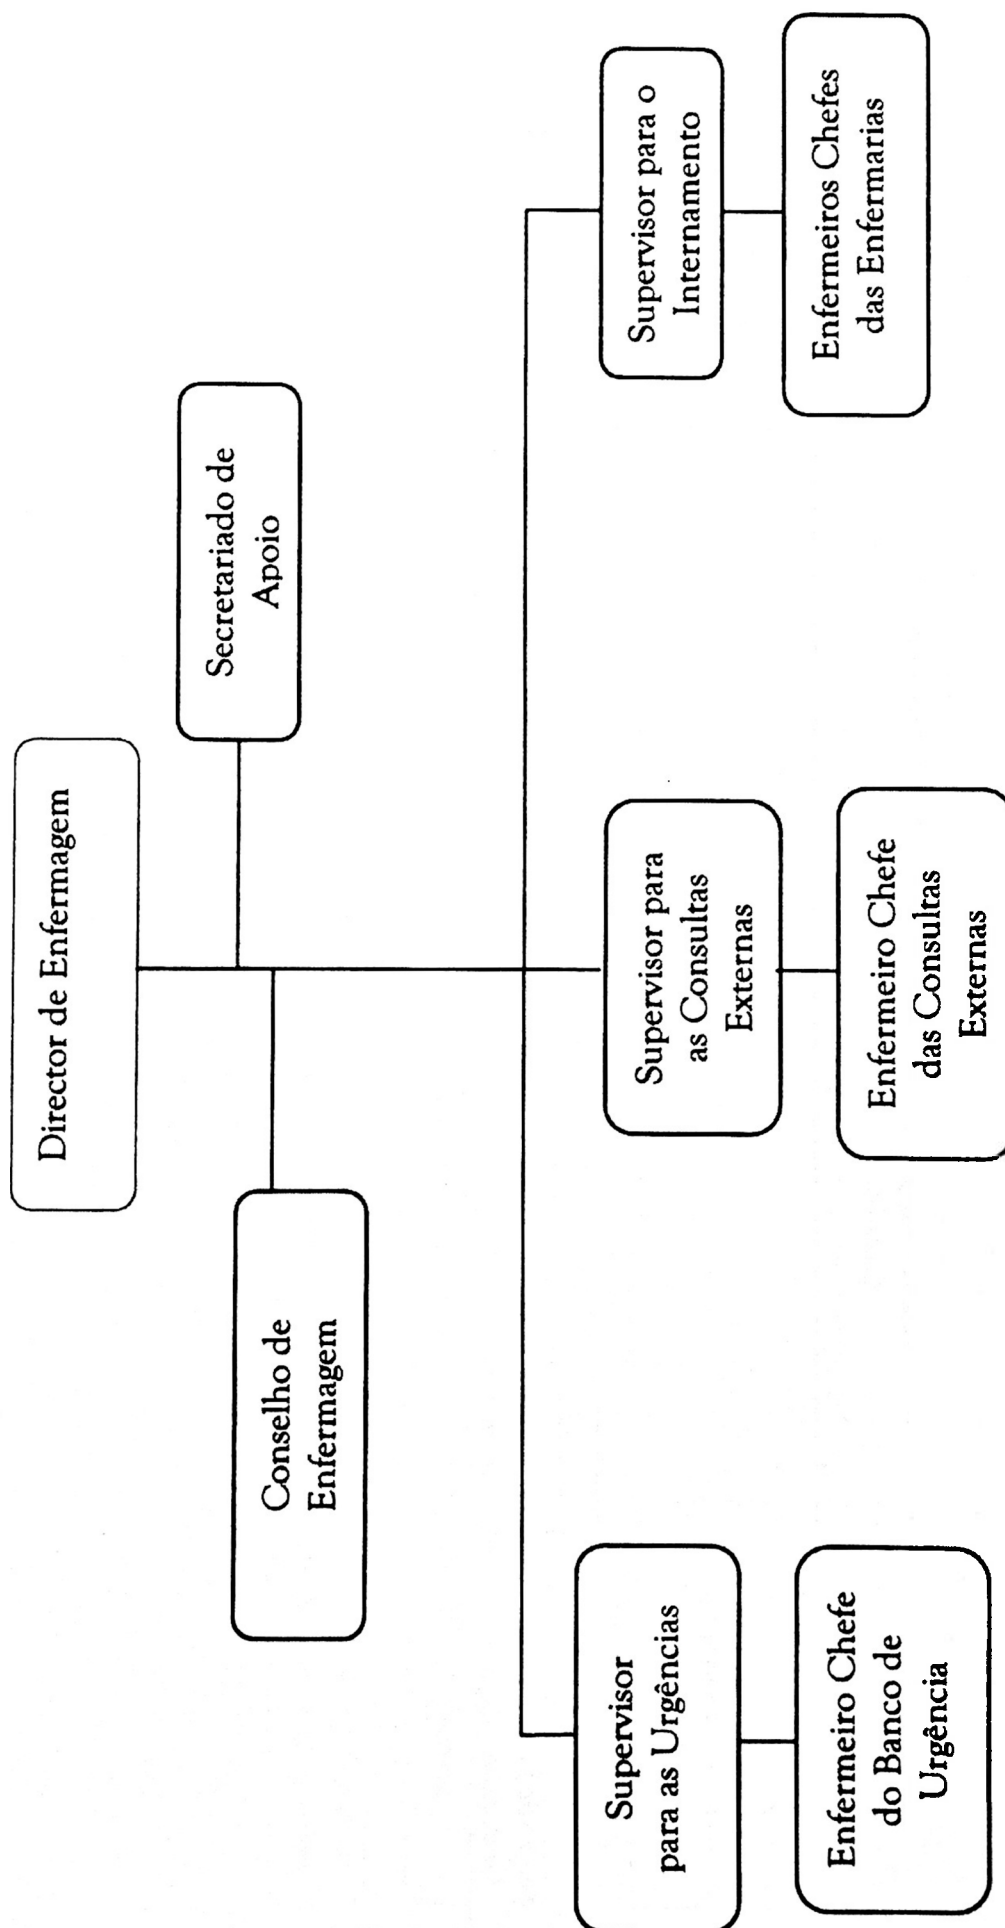 Director de Enfermagem
Secretariado de
Apoio
Conselho de
Enfermagem
Supervisor
para as Urgências
Supervisor para
as Consultas
Externas
Supervisor para o
Internamento
Enfermeiro Chefe
do Banco de
Urgência
Enfermeiro Chefe
das Consultas
Externas
Enfermeiros Chefes
das Enfermarias